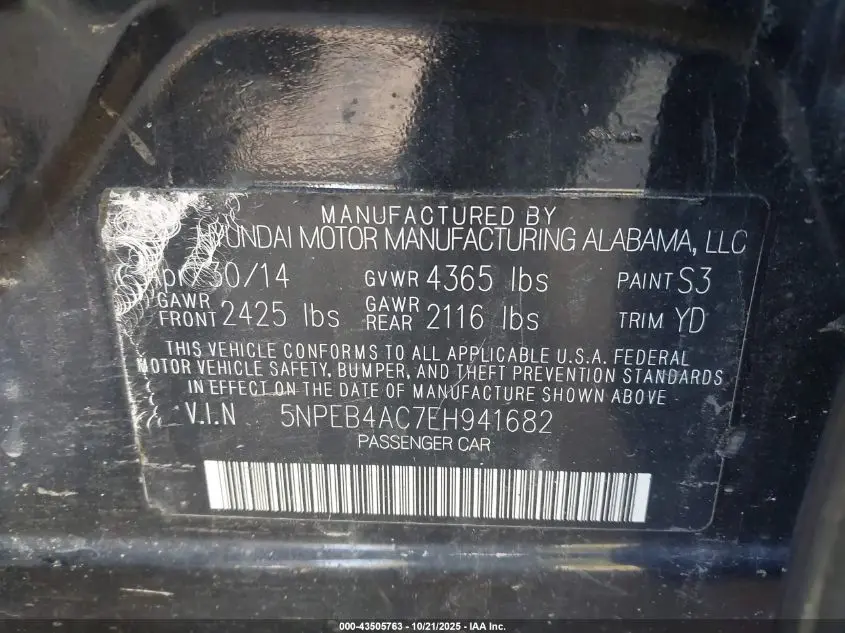 MANUFACTURED BY
HYUNDAI MOTOR MANUFACTURING ALABAMA, LLC
Apr/30/14 GVWR 4365 lbs PAINT S3
GAWR FRONT 2425 lbs GAWR REAR 2116 lbs TRIM YD
THIS VEHICLE CONFORMS TO ALL APPLICABLE U.S.A. FEDERAL
MOTOR VEHICLE SAFETY, BUMPER, AND THEFT PREVENTION STANDARDS
IN EFFECT ON THE DATE OF MANUFACTURE SHOWN ABOVE
V.I.N 5NPEB4AC7EH941682
PASSENGER CAR
000-43505763 - 10/21/2025 - IAA Inc.